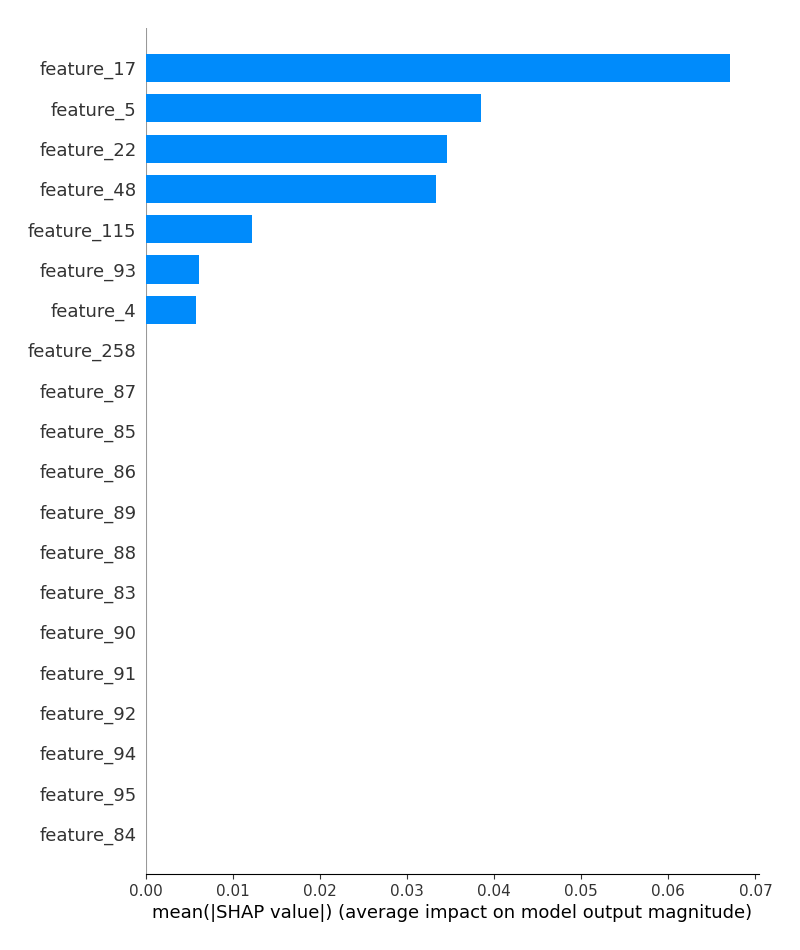 feature_17
feature_5
feature_22
feature_48
feature_115
feature_93
feature_4
feature_258
feature_87
feature_85
feature_86
feature_89
feature_88
feature_83
feature_90
feature_91
feature_92
feature_94
feature_95
feature_84
0.00 0.01 0.02 0.03 0.04 0.05 0.06 0.07
mean(|SHAP value|) (average impact on model output magnitude)